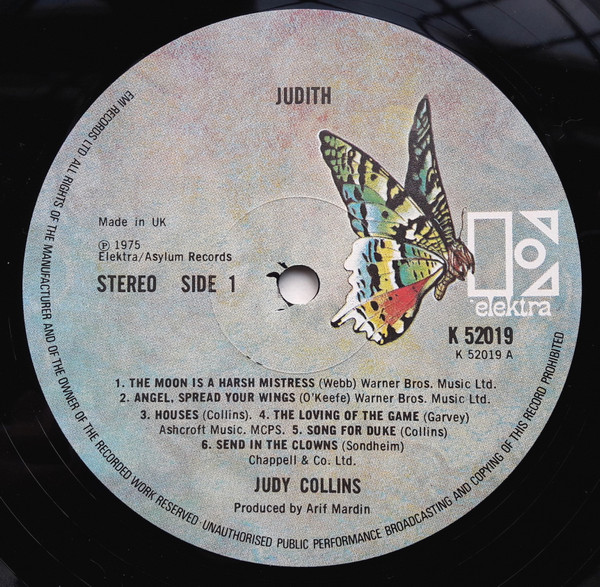 JUDITH
Made in UK
Ⓟ 1975
Elektra/Asylum Records
STEREO SIDE 1
elektra
K 52019
K 52019 A
1. THE MOON IS A HARSH MISTRESS (Webb) Warner Bros. Music Ltd.
2. ANGEL, SPREAD YOUR WINGS (O'Keefe) Warner Bros. Music Ltd.
3. HOUSES (Collins). 4. THE LOVING OF THE GAME (Garvey)
Ashcroft Music. MCPS. 5. SONG FOR DUKE (Collins)
6. SEND IN THE CLOWNS (Sondheim)
Chappell & Co. Ltd.
JUDY COLLINS
Produced by Arif Mardin
EMI RECORDS LTD ALL RIGHTS OF THE MANUFACTURER AND OF THE OWNER OF THE RECORDED WORK RESERVED · UNAUTHORISED PUBLIC PERFORMANCE BROADCASTING AND COPYING OF THIS RECORD PROHIBITED